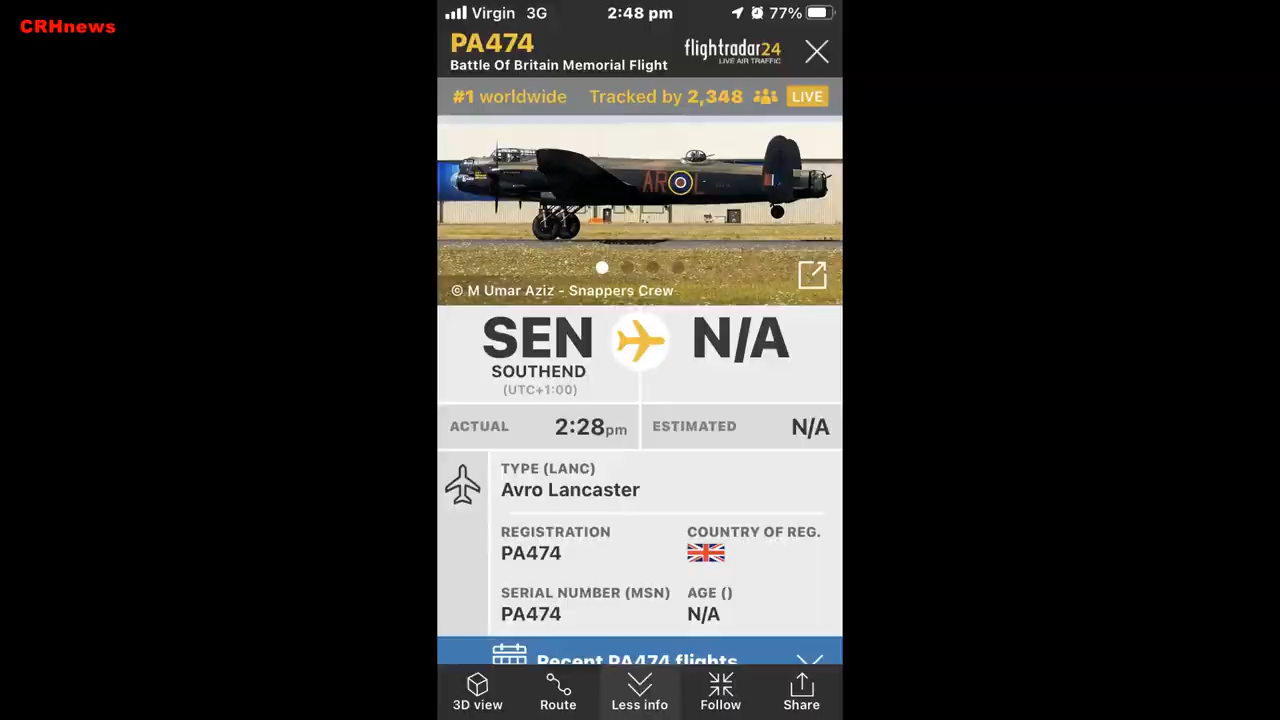 CRHnews
Virgin 3G 2:48 pm 77%
PA474
Battle Of Britain Memorial Flight
flightradar24
LIVE AIR TRAFFIC
#1 worldwide Tracked by 2,348 LIVE
AR L
© M Umar Aziz - Snappers Crew
SEN N/A
SOUTHEND
(UTC+1:00)
ACTUAL 2:28pm ESTIMATED N/A
TYPE (LANC)
Avro Lancaster
REGISTRATION COUNTRY OF REG.
PA474
SERIAL NUMBER (MSN) AGE ()
PA474 N/A
Recent PA474 flights
3D view Route Less info Follow Share